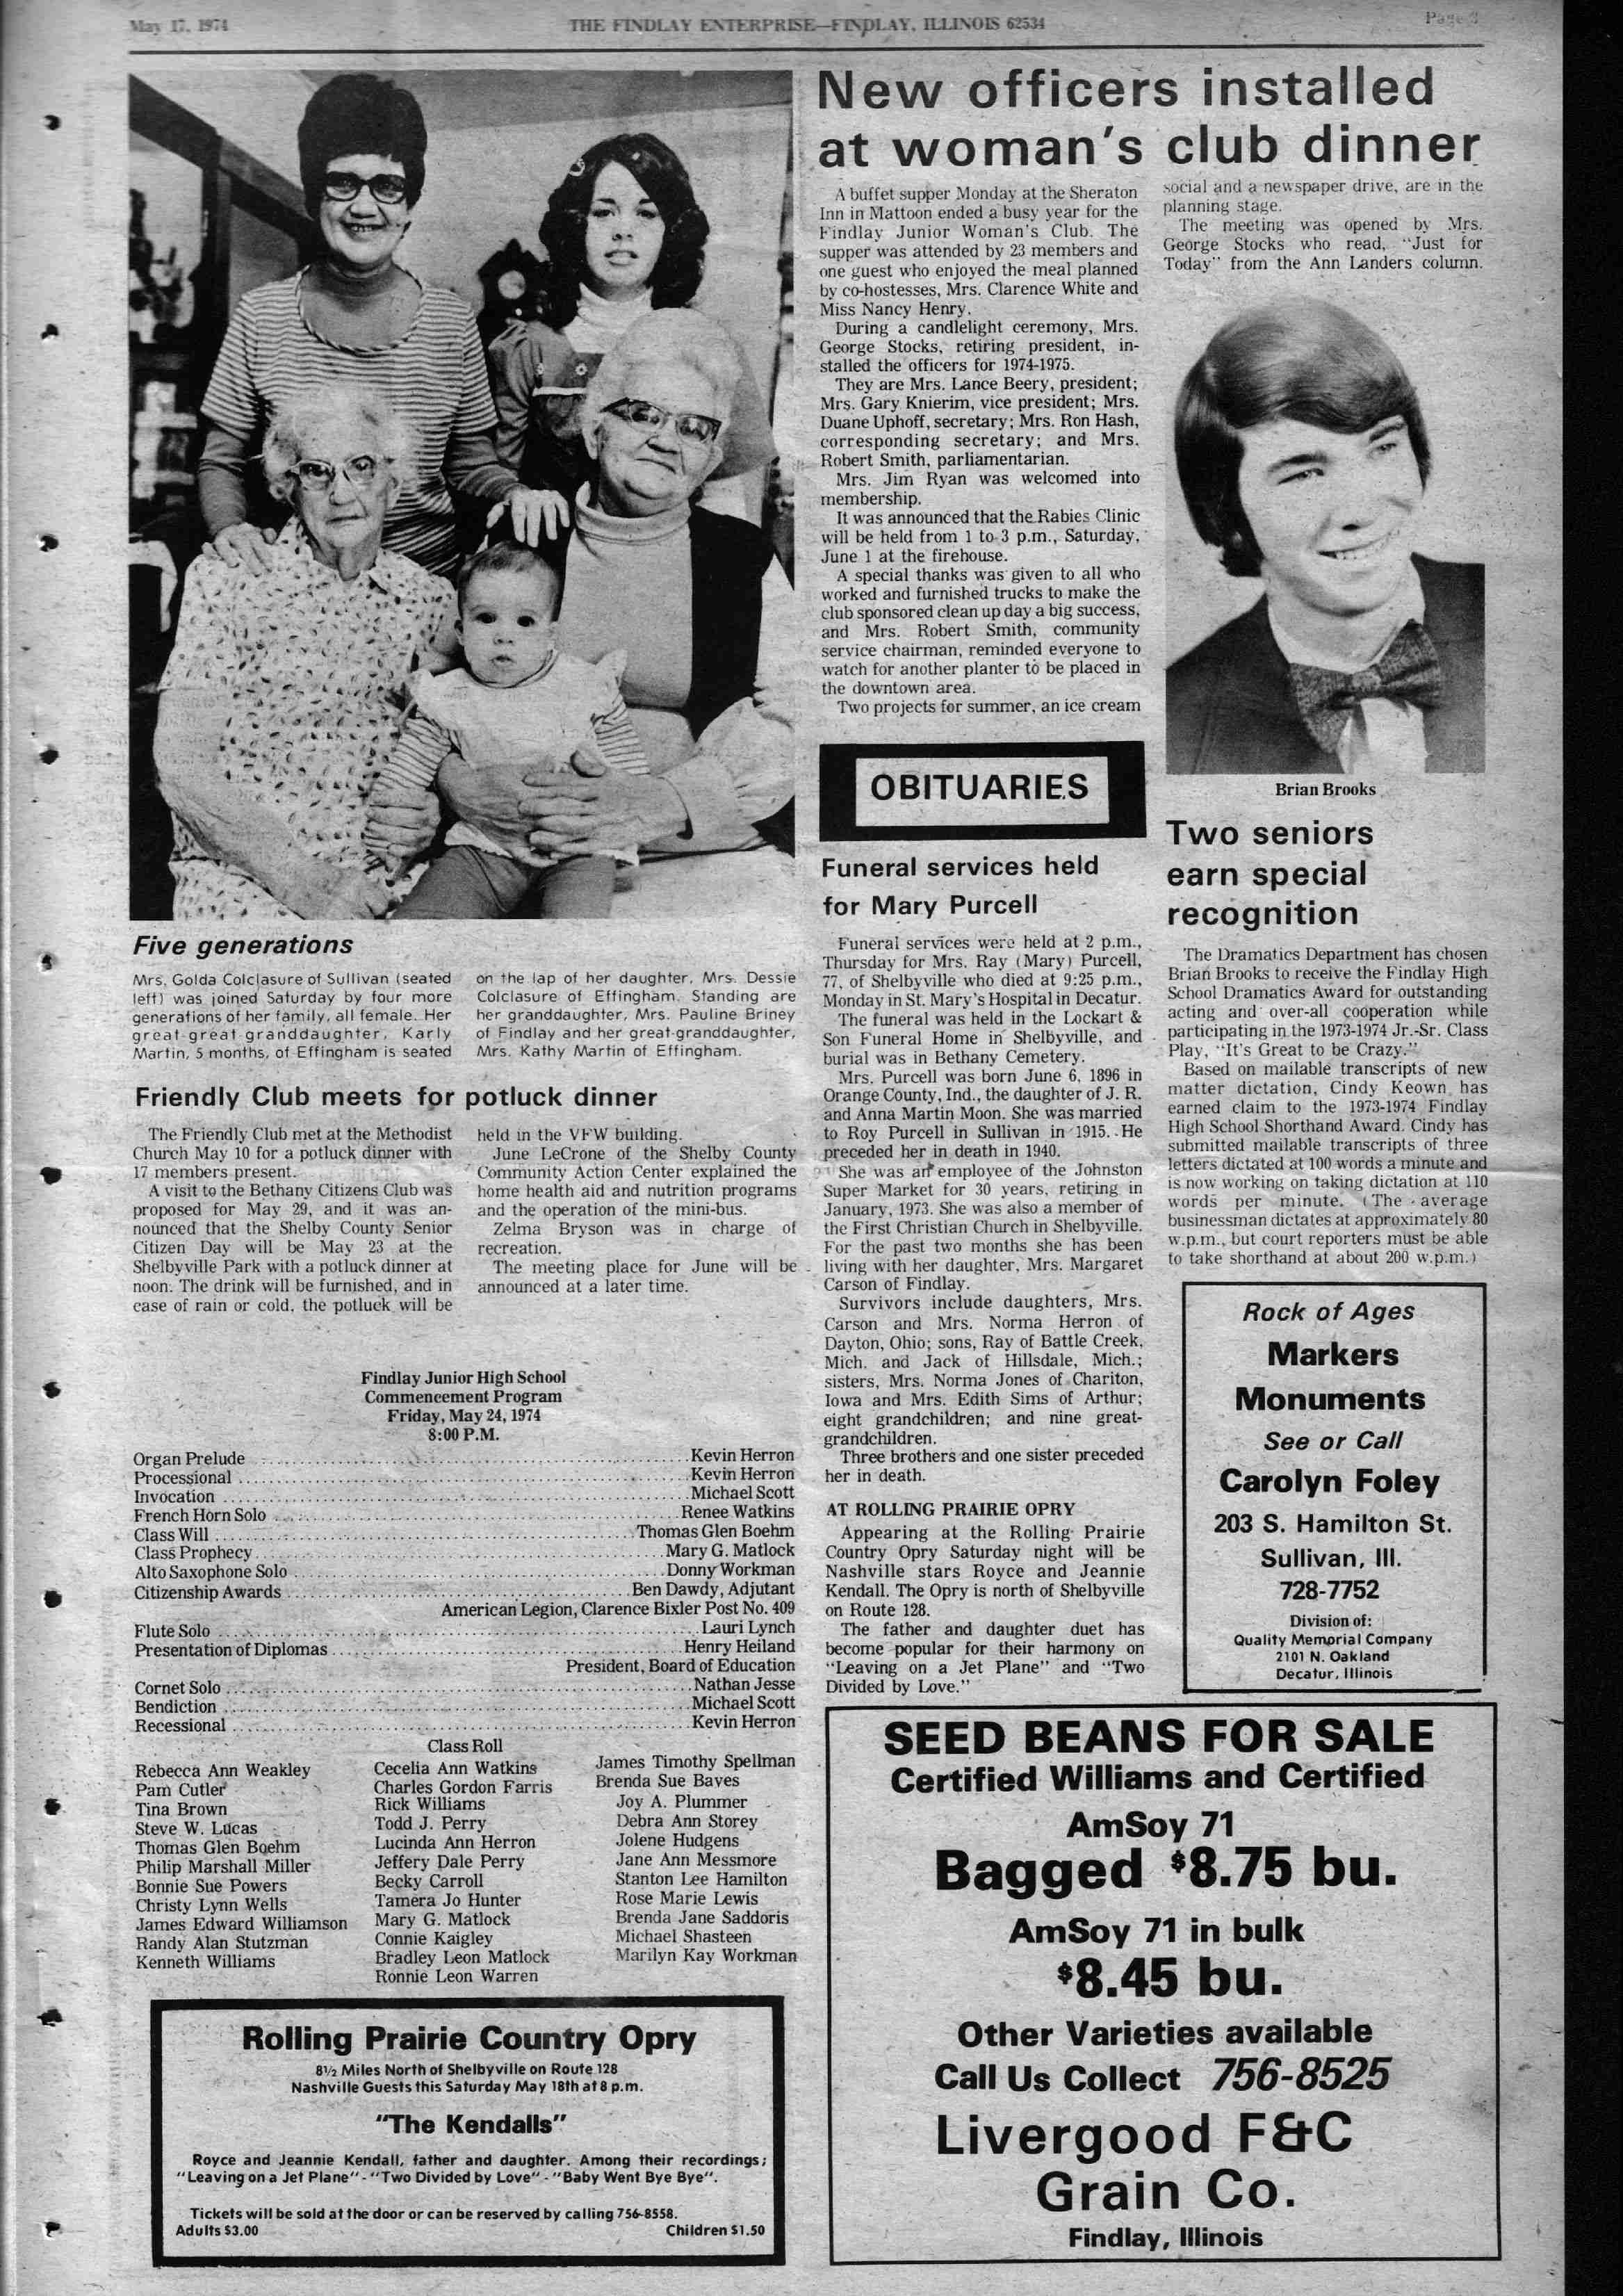 May 17, 1974
THE FINDLAY ENTERPRISE—FINDLAY, ILLINOIS 62534
Page 3
Five generations
Mrs. Golda Colclasure of Sullivan (seated
left) was joined Saturday by four more
generations of her family, all female. Her
great-great granddaughter, Karly
Martin, 5 months, of Effingham is seated
on the lap of her daughter, Mrs. Dessie
Colclasure of Effingham. Standing are
her granddaughter, Mrs. Pauline Briney
of Findlay and her great-granddaughter,
Mrs. Kathy Martin of Effingham.
Friendly Club meets for potluck dinner
The Friendly Club met at the Methodist
Church May 10 for a potluck dinner with
17 members present.
A visit to the Bethany Citizens Club was
proposed for May 29, and it was an-
nounced that the Shelby County Senior
Citizen Day will be May 23 at the
Shelbyville Park with a potluck dinner at
noon. The drink will be furnished, and in
case of rain or cold, the potluck will be
held in the VFW building.
June LeCrone of the Shelby County
Community Action Center explained the
home health aid and nutrition programs
and the operation of the mini-bus.
Zelma Bryson was in charge of
recreation.
The meeting place for June will be
announced at a later time.
Findlay Junior High School
Commencement Program
Friday, May 24, 1974
8:00 P.M.
Organ Prelude ........ Kevin Herron
Processional ........ Kevin Herron
Invocation ........ Michael Scott
French Horn Solo ........ Renee Watkins
Class Will ........ Thomas Glen Boehm
Class Prophecy ........ Mary G. Matlock
Alto Saxophone Solo ........ Donny Workman
Citizenship Awards ........ Ben Dawdy, Adjutant
American Legion, Clarence Bixler Post No. 409
Flute Solo ........ Lauri Lynch
Presentation of Diplomas ........ Henry Heiland
President, Board of Education
Cornet Solo ........ Nathan Jesse
Bendiction ........ Michael Scott
Recessional ........ Kevin Herron
Class Roll
Rebecca Ann Weakley
Pam Cutler
Tina Brown
Steve W. Lucas
Thomas Glen Boehm
Philip Marshall Miller
Bonnie Sue Powers
Christy Lynn Wells
James Edward Williamson
Randy Alan Stutzman
Kenneth Williams
Cecelia Ann Watkins
Charles Gordon Farris
Rick Williams
Todd J. Perry
Lucinda Ann Herron
Jeffery Dale Perry
Becky Carroll
Tamera Jo Hunter
Mary G. Matlock
Connie Kaigley
Bradley Leon Matlock
Ronnie Leon Warren
James Timothy Spellman
Brenda Sue Bayes
Joy A. Plummer
Debra Ann Storey
Jolene Hudgens
Jane Ann Messmore
Stanton Lee Hamilton
Rose Marie Lewis
Brenda Jane Saddoris
Michael Shasteen
Marilyn Kay Workman
Rolling Prairie Country Opry
8½ Miles North of Shelbyville on Route 128
Nashville Guests this Saturday May 18th at 8 p.m.
"The Kendalls"
Royce and Jeannie Kendall, father and daughter. Among their recordings;
"Leaving on a Jet Plane" - "Two Divided by Love" - "Baby Went Bye Bye".
Tickets will be sold at the door or can be reserved by calling 756-8558.
Adults $3.00 Children $1.50
New officers installed
at woman's club dinner
A buffet supper Monday at the Sheraton
Inn in Mattoon ended a busy year for the
Findlay Junior Woman's Club. The
supper was attended by 23 members and
one guest who enjoyed the meal planned
by co-hostesses, Mrs. Clarence White and
Miss Nancy Henry.
During a candlelight ceremony, Mrs.
George Stocks, retiring president, in-
stalled the officers for 1974-1975.
They are Mrs. Lance Beery, president;
Mrs. Gary Knierim, vice president; Mrs.
Duane Uphoff, secretary; Mrs. Ron Hash,
corresponding secretary; and Mrs.
Robert Smith, parliamentarian.
Mrs. Jim Ryan was welcomed into
membership.
It was announced that the Rabies Clinic
will be held from 1 to 3 p.m., Saturday,
June 1 at the firehouse.
A special thanks was given to all who
worked and furnished trucks to make the
club sponsored clean up day a big success,
and Mrs. Robert Smith, community
service chairman, reminded everyone to
watch for another planter to be placed in
the downtown area.
Two projects for summer, an ice cream
social and a newspaper drive, are in the
planning stage.
The meeting was opened by Mrs.
George Stocks who read, "Just for
Today" from the Ann Landers column.
Brian Brooks
OBITUARIES
Funeral services held
for Mary Purcell
Funeral services were held at 2 p.m.,
Thursday for Mrs. Ray (Mary) Purcell,
77, of Shelbyville who died at 9:25 p.m.,
Monday in St. Mary's Hospital in Decatur.
The funeral was held in the Lockart &
Son Funeral Home in Shelbyville, and
burial was in Bethany Cemetery.
Mrs. Purcell was born June 6, 1896 in
Orange County, Ind., the daughter of J. R.
and Anna Martin Moon. She was married
to Roy Purcell in Sullivan in 1915. He
preceded her in death in 1940.
She was an employee of the Johnston
Super Market for 30 years, retiring in
January, 1973. She was also a member of
the First Christian Church in Shelbyville.
For the past two months she has been
living with her daughter, Mrs. Margaret
Carson of Findlay.
Survivors include daughters, Mrs.
Carson and Mrs. Norma Herron of
Dayton, Ohio; sons, Ray of Battle Creek,
Mich. and Jack of Hillsdale, Mich.;
sisters, Mrs. Norma Jones of Chariton,
Iowa and Mrs. Edith Sims of Arthur;
eight grandchildren; and nine great-
grandchildren.
Three brothers and one sister preceded
her in death.
AT ROLLING PRAIRIE OPRY
Appearing at the Rolling Prairie
Country Opry Saturday night will be
Nashville stars Royce and Jeannie
Kendall. The Opry is north of Shelbyville
on Route 128.
The father and daughter duet has
become popular for their harmony on
"Leaving on a Jet Plane" and "Two
Divided by Love."
Two seniors
earn special
recognition
The Dramatics Department has chosen
Brian Brooks to receive the Findlay High
School Dramatics Award for outstanding
acting and over-all cooperation while
participating in the 1973-1974 Jr.-Sr. Class
Play, "It's Great to be Crazy."
Based on mailable transcripts of new
matter dictation, Cindy Keown has
earned claim to the 1973-1974 Findlay
High School Shorthand Award. Cindy has
submitted mailable transcripts of three
letters dictated at 100 words a minute and
is now working on taking dictation at 110
words per minute. (The average
businessman dictates at approximately 80
w.p.m., but court reporters must be able
to take shorthand at about 200 w.p.m.)
Rock of Ages
Markers
Monuments
See or Call
Carolyn Foley
203 S. Hamilton St.
Sullivan, Ill.
728-7752
Division of:
Quality Memorial Company
2101 N. Oakland
Decatur, Illinois
SEED BEANS FOR SALE
Certified Williams and Certified
AmSoy 71
Bagged $8.75 bu.
AmSoy 71 in bulk
$8.45 bu.
Other Varieties available
Call Us Collect 756-8525
Livergood F&C
Grain Co.
Findlay, Illinois